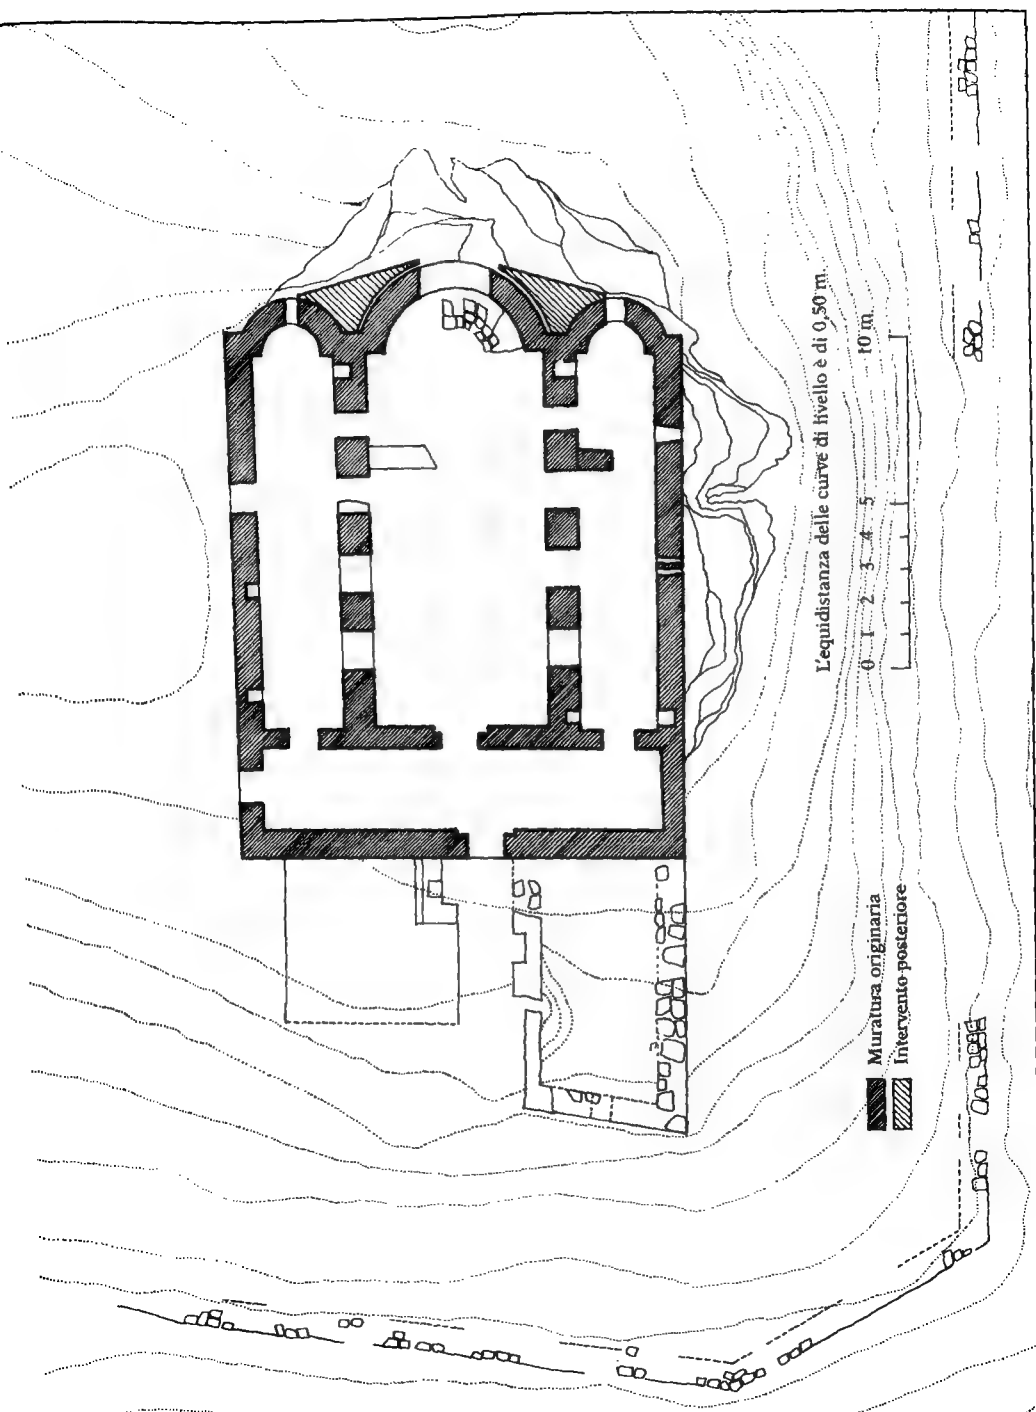 L'equidistanza delle curve di livello è di 0,50 m.
0 1 2 3 4 5 10 m.
Muratura originaria
Intervento posteriore